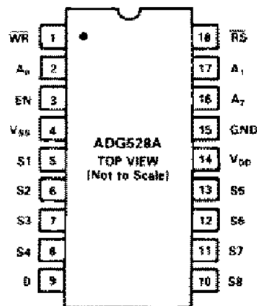 W̅R̅ 1 18 R̅S̅
A₀ 2 17 A₁
EN 3 16 A₂
Vss 4 15 GND
ADG528A
S1 5 TOP VIEW 14 VDD
(Not to Scale)
S2 6 13 S5
S3 7 12 S6
S4 8 11 S7
D 9 10 S8